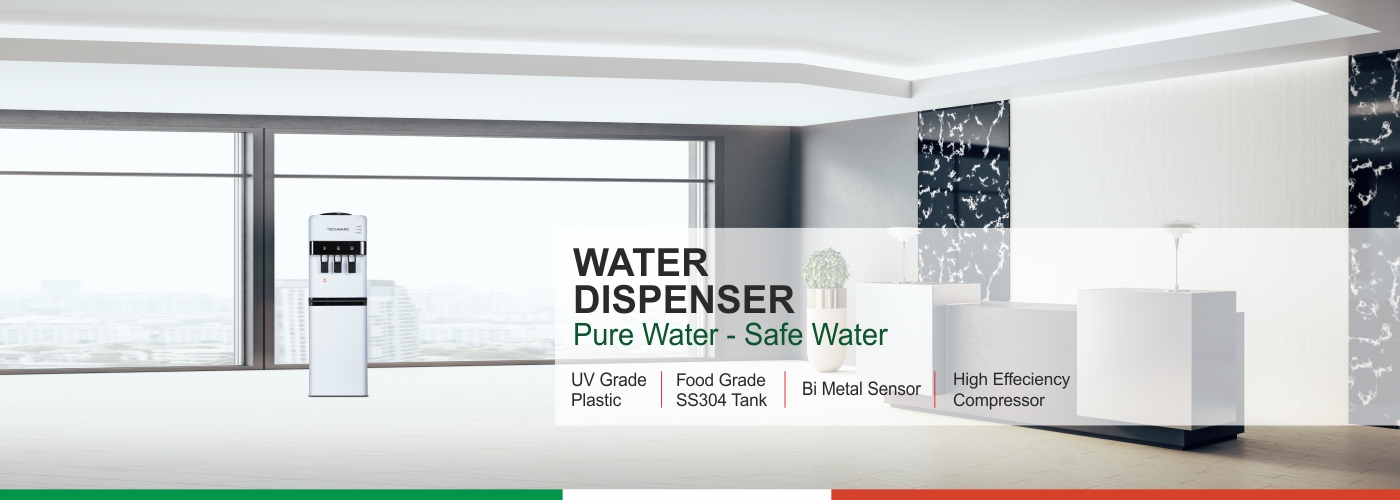 TECHMARK
WATER
DISPENSER
Pure Water - Safe Water
UV Grade
Plastic
Food Grade
SS304 Tank
Bi Metal Sensor
High Effeciency
Compressor